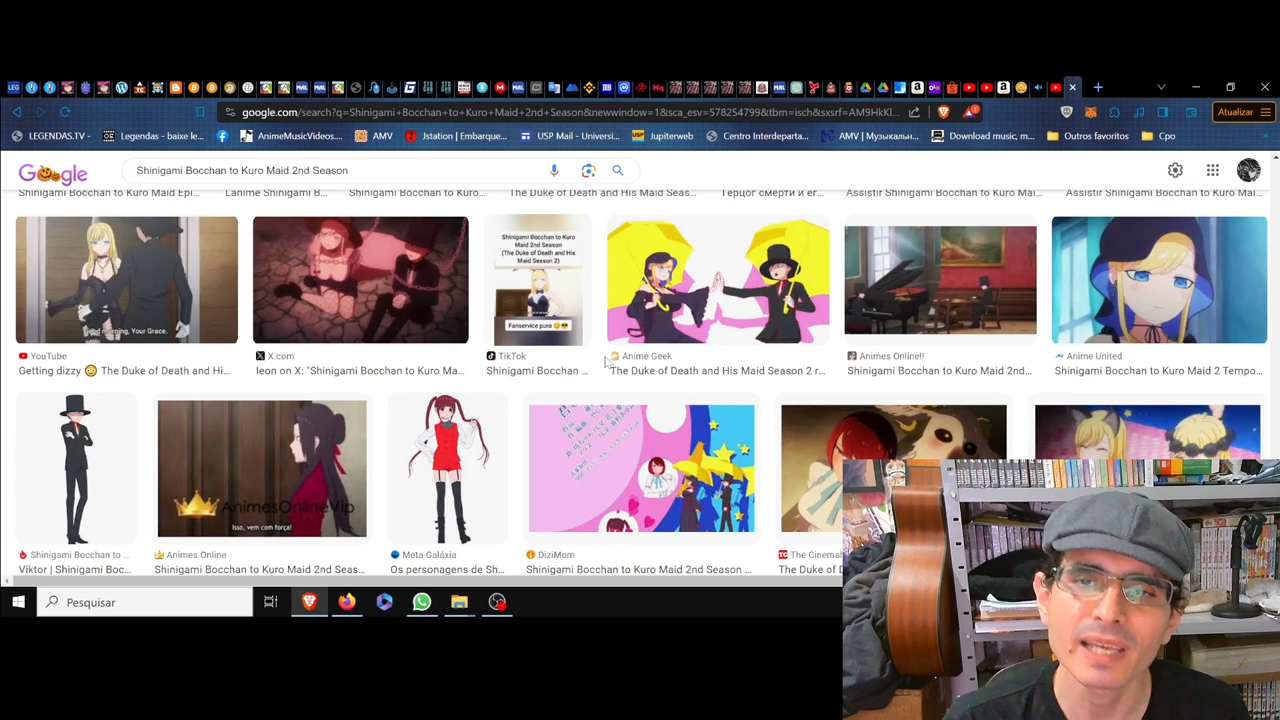 google.com/search?q=Shinigami+Bocchan+to+Kuro+Maid+2nd+Season&newwindow=1&sca_esv=578254799&tbm=isch&sxsrf=AM9HkKl...
Atualizar
LEGENDAS.TV - Legendas - baixe le... AnimeMusicVideos.... AMV Jstation | Embarque... USP Mail - Universi... Jupiterweb Centro Interdeparta... AMV | Музыкальн... Download music, m... Outros favoritos Cpo
Google Shinigami Bocchan to Kuro Maid 2nd Season
Shinigami Bocchan to Kuro Maid Epi... Lanime Shinigami B... Shinigami Bocchan to Kuro... The Duke of Death and His Maid Seas... Герцог смерти и ег... Assistir Shinigami Bocchan to Kuro Mai... Assistir Shinigami Bocchan to Kuro Mai...
Shinigami Bocchan to Kuro
Maid 2nd Season
(The Duke of Death and His
Maid Season 2)
Fanservice puro
morning, Your Grace.
YouTube X.com TikTok Anime Geek Animes Online!! Anime United
Getting dizzy The Duke of Death and Hi... leon on X: "Shinigami Bocchan to Kuro Ma... Shinigami Bocchan ... The Duke of Death and His Maid Season 2 r... Shinigami Bocchan to Kuro Maid 2nd... Shinigami Bocchan to Kuro Maid 2 Tempo...
AnimesOnlineVip
Isso, vem com força!
Shinigami Bocchan to ... Animes Online Meta Galáxia DiziMom The Cinemah
Viktor | Shinigami Boc... Shinigami Bocchan to Kuro Maid 2nd Seas... Os personagens de Sh... Shinigami Bocchan to Kuro Maid 2nd Season ... The Duke of D
Pesquisar